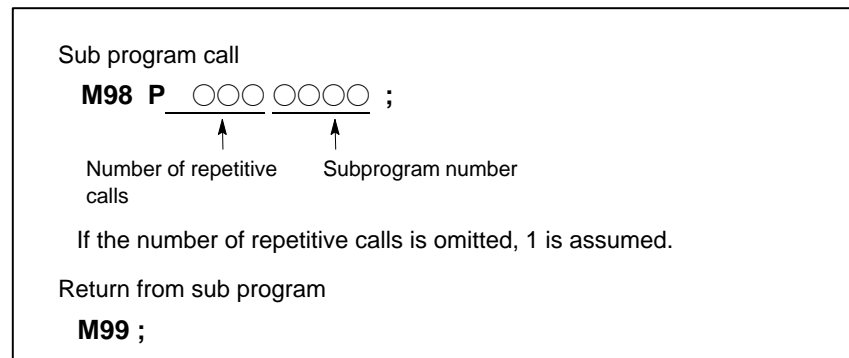 Sub program call
M98 P ○○○ ○○○○ ;
Number of repetitive calls
Subprogram number
If the number of repetitive calls is omitted, 1 is assumed.
Return from sub program
M99 ;